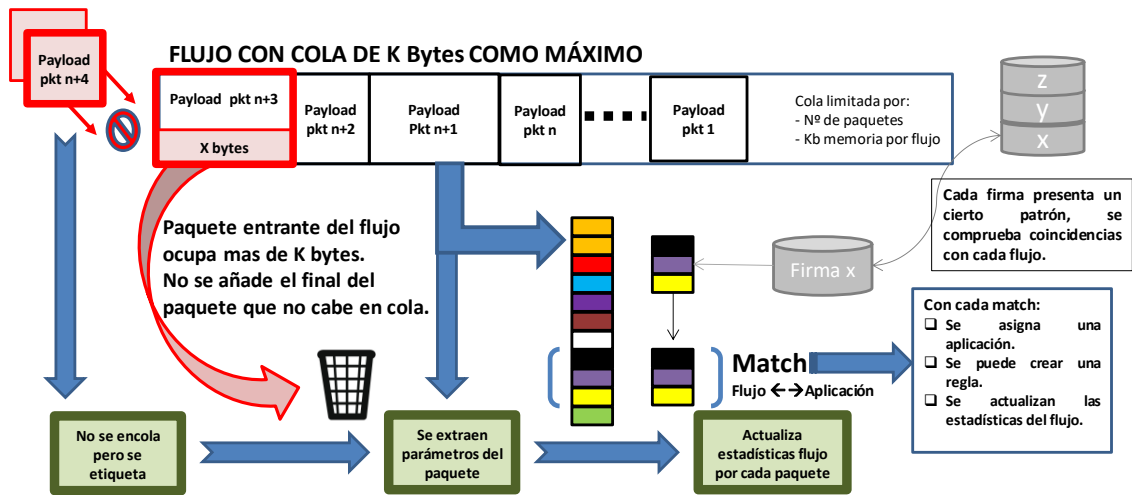 FLUJO CON COLA DE K Bytes COMO MÁXIMO
Payload
pkt n+4
Payload pkt n+3
X bytes
Payload
pkt n+2
Payload
Pkt n+1
Payload
pkt n
Payload
pkt 1
Cola limitada por:
- Nº de paquetes
- Kb memoria por flujo
z
y
x
Cada firma presenta un
cierto patrón, se
comprueba coincidencias
con cada flujo.
Paquete entrante del flujo
ocupa mas de K bytes.
No se añade el final del
paquete que no cabe en cola.
Firma x
Con cada match:
❑ Se asigna una
aplicación.
❑ Se puede crear una
regla.
❑ Se actualizan las
estadísticas del flujo.
Match
Flujo ←→Aplicación
No se encola
pero se
etiqueta
Se extraen
parámetros del
paquete
Actualiza
estadísticas flujo
por cada paquete